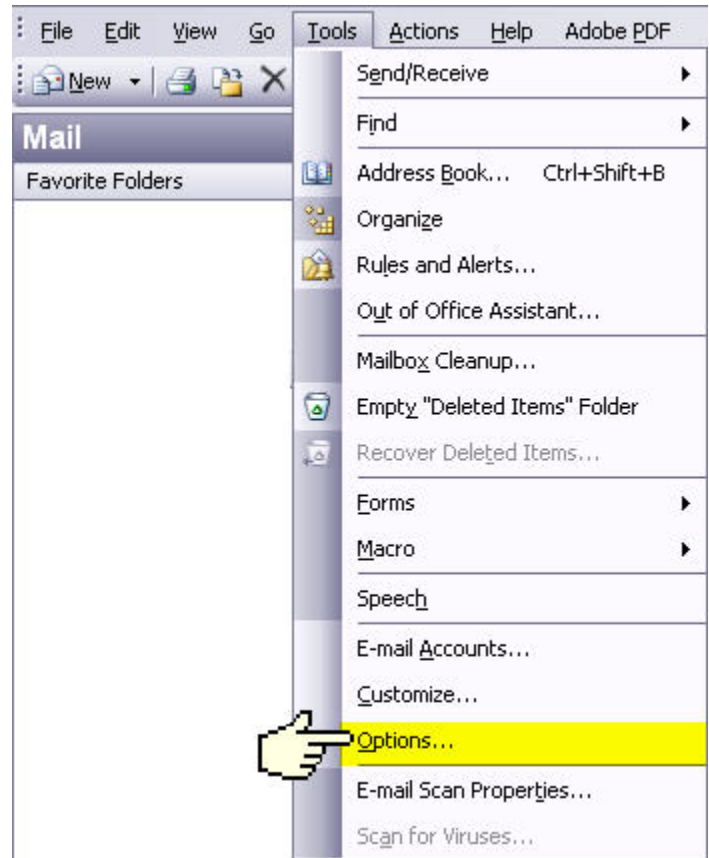 File Edit View Go Tools Actions Help Adobe PDF
New
Mail
Favorite Folders
Send/Receive
Find
Address Book... Ctrl+Shift+B
Organize
Rules and Alerts...
Out of Office Assistant...
Mailbox Cleanup...
Empty "Deleted Items" Folder
Recover Deleted Items...
Forms
Macro
Speech
E-mail Accounts...
Customize...
Options...
E-mail Scan Properties...
Scan for Viruses...